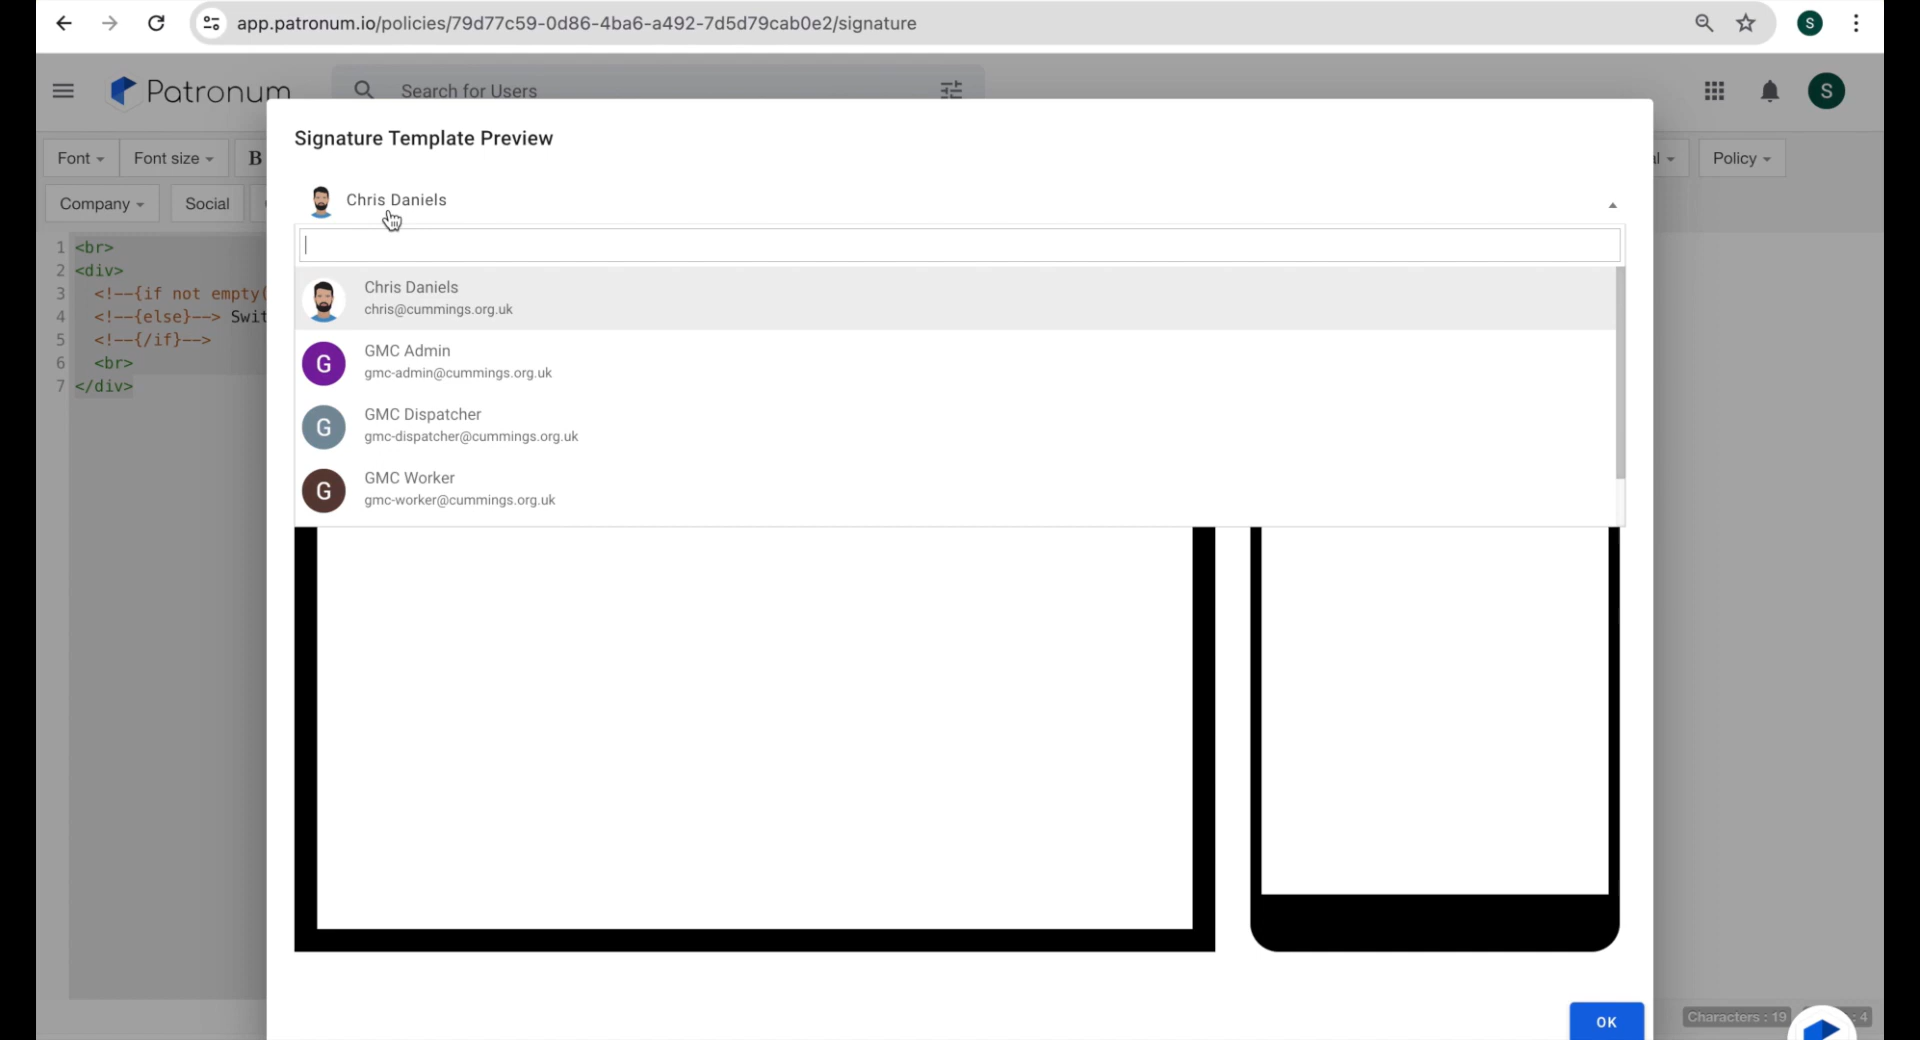 app.patronum.io/policies/79d77c59-0d86-4ba6-a492-7d5d79cab0e2/signature
S
Patronum
Search for Users
S
Signature Template Preview
Font
Font size
B
Policy
Chris Daniels
Company
Social
1 <br>
2 <div>
3 <!--{if not empty(
4 <!--{else}--> Swit
5 <!--{/if}-->
6 <br>
7 </div>
Chris Daniels
chris@cummings.org.uk
G
GMC Admin
gmc-admin@cummings.org.uk
G
GMC Dispatcher
gmc-dispatcher@cummings.org.uk
G
GMC Worker
gmc-worker@cummings.org.uk
OK
Characters : 19
: 4